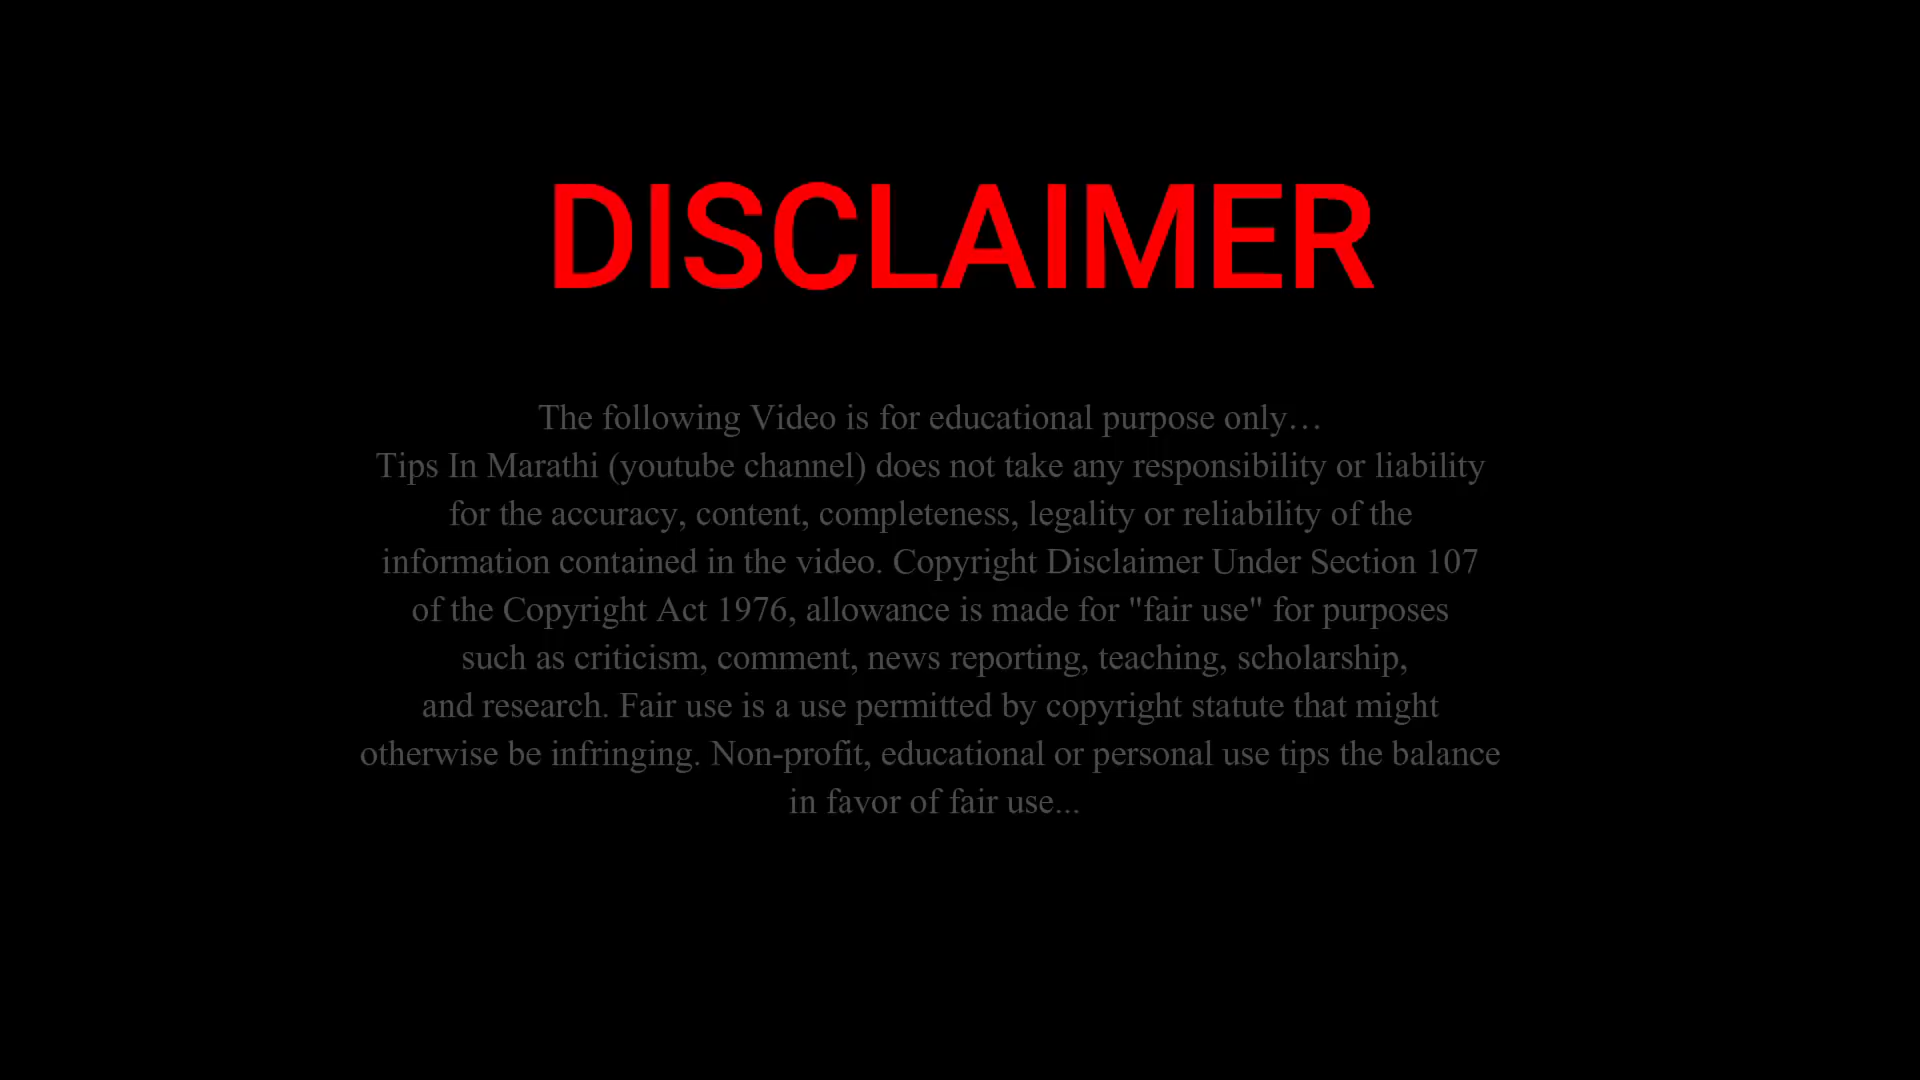 DISCLAIMER
The following Video is for educational purpose only…
Tips In Marathi (youtube channel) does not take any responsibility or liability
for the accuracy, content, completeness, legality or reliability of the
information contained in the video. Copyright Disclaimer Under Section 107
of the Copyright Act 1976, allowance is made for "fair use" for purposes
such as criticism, comment, news reporting, teaching, scholarship,
and research. Fair use is a use permitted by copyright statute that might
otherwise be infringing. Non-profit, educational or personal use tips the balance
in favor of fair use...